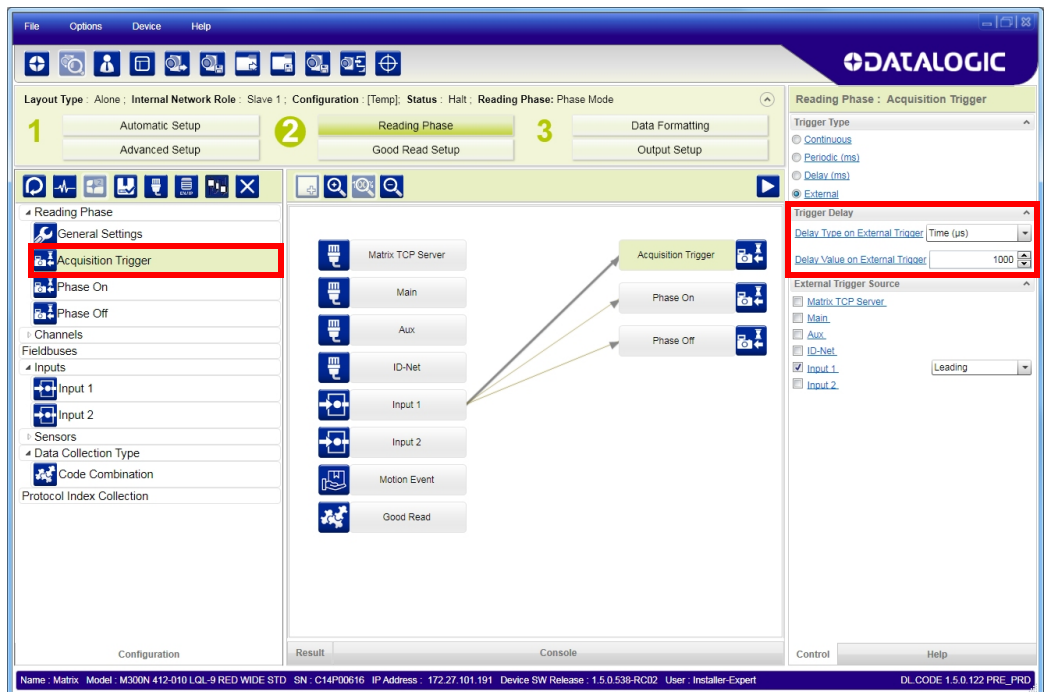 File Options Device Help
DATALOGIC
Layout Type : Alone ; Internal Network Role : Slave 1 ; Configuration : [Temp]; Status : Halt ; Reading Phase: Phase Mode
1 Automatic Setup
Advanced Setup
2 Reading Phase
Good Read Setup
3 Data Formatting
Output Setup
Reading Phase
General Settings
Acquisition Trigger
Phase On
Phase Off
Channels
Fieldbuses
Inputs
Input 1
Input 2
Sensors
Data Collection Type
Code Combination
Protocol Index Collection
Configuration
Matrix TCP Server
Main
Aux
ID-Net
Input 1
Input 2
Motion Event
Good Read
Acquisition Trigger
Phase On
Phase Off
Result Console
Reading Phase : Acquisition Trigger
Trigger Type
Continuous
Periodic (ms)
Delay (ms)
External
Trigger Delay
Delay Type on External Trigger Time (µs)
Delay Value on External Trigger 1000
External Trigger Source
Matrix TCP Server
Main
Aux
ID-Net
Input 1 Leading
Input 2
Control Help
Name : Matrix Model : M300N 412-010 LQL-9 RED WIDE STD SN : C14P00616 IP Address : 172.27.101.191 Device SW Release : 1.5.0.538-RC02 User : Installer-Expert DL.CODE 1.5.0.122 PRE_PRD